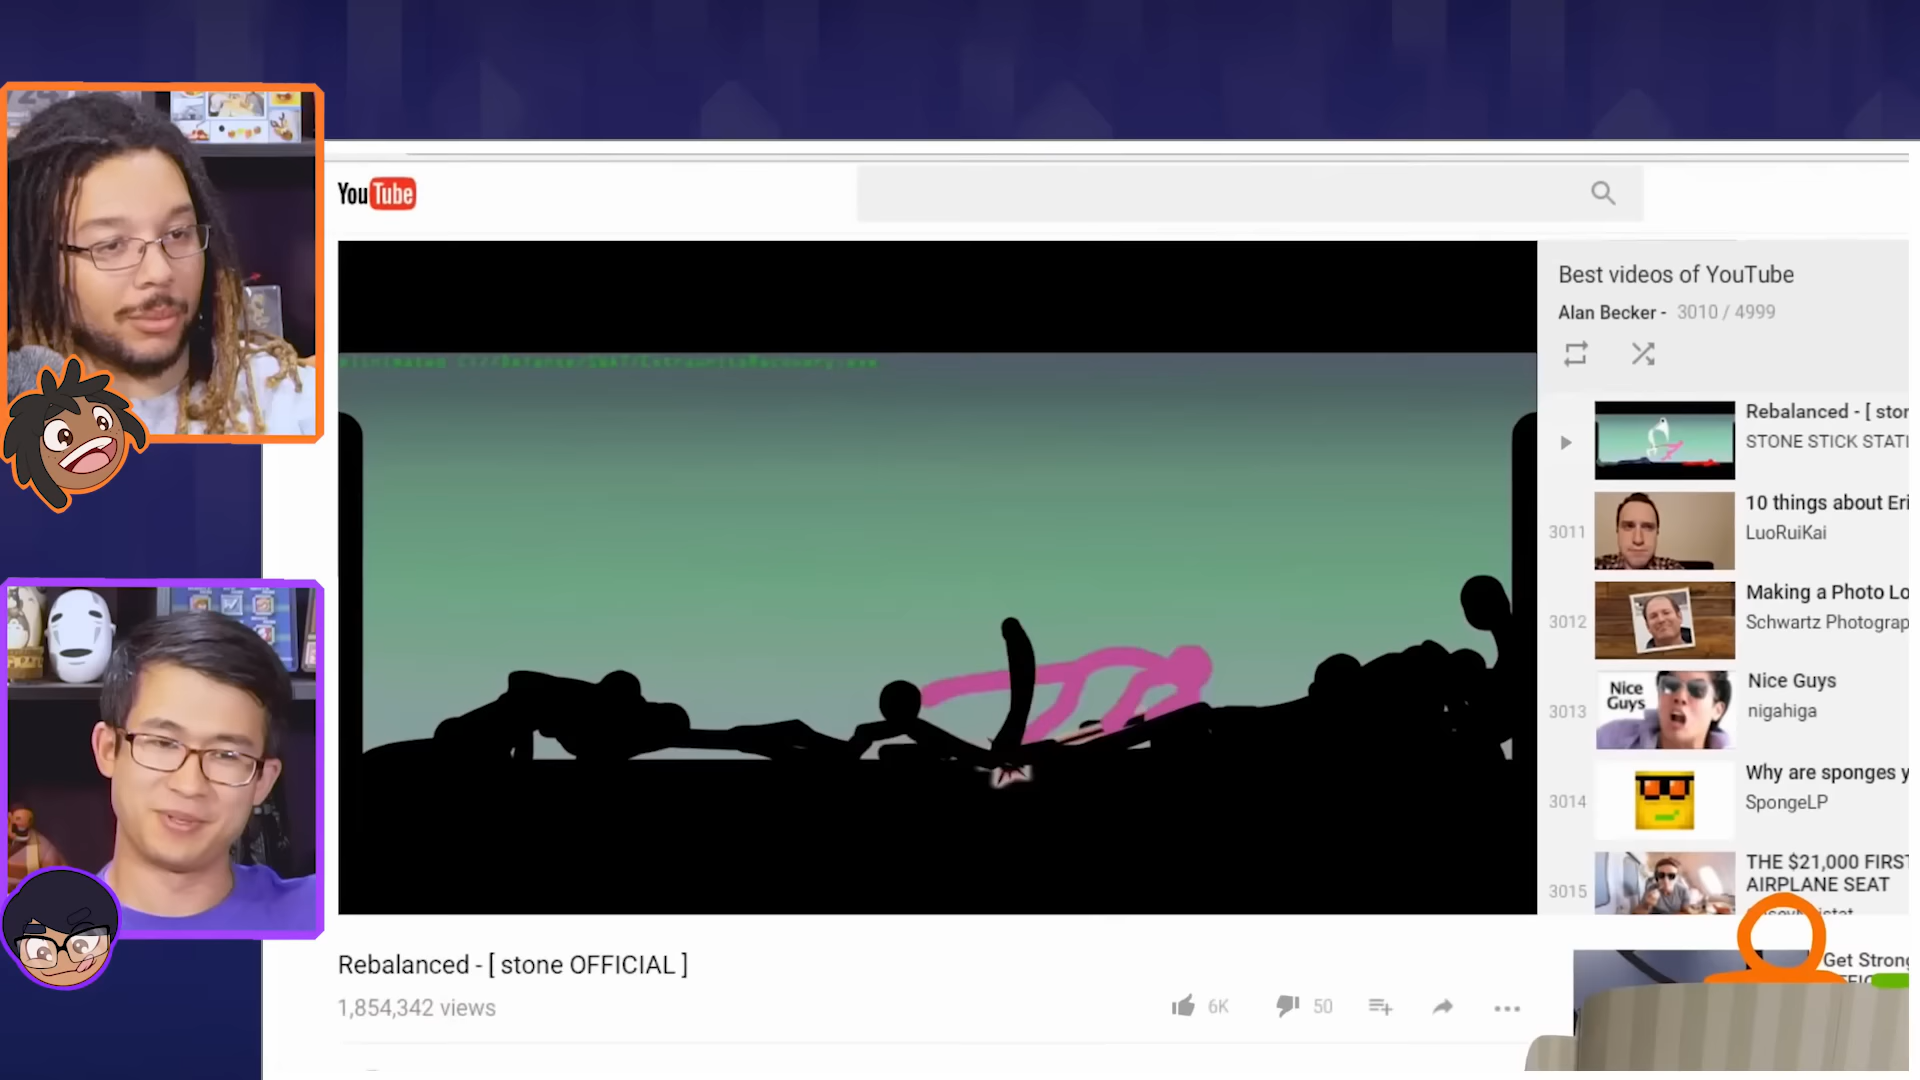 YouTube
Best videos of YouTube
Alan Becker - 3010 / 4999
Rebalanced - [ stor
STONE STICK STATI
3011
10 things about Eri
LuoRuiKai
3012
Making a Photo Lo
Schwartz Photograp
3013
Nice Guys
Nice Guys
nigahiga
3014
Why are sponges y
SpongeLP
3015
THE $21,000 FIRST
AIRPLANE SEAT
Get Strong
Rebalanced - [ stone OFFICIAL ]
1,854,342 views
6K
50